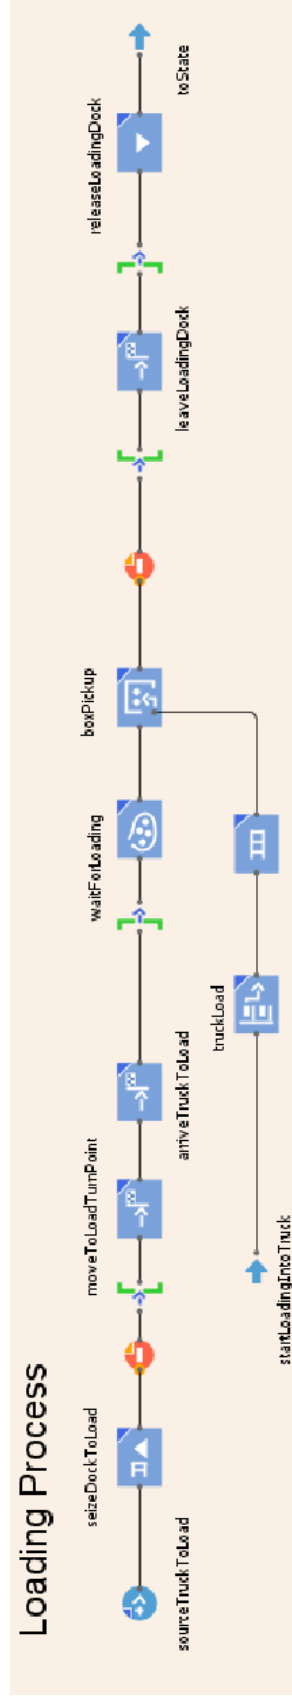 Loading Process
sourceTruckToLoad
seizeDockToLoad
moveToLoadTurnPoint
arriveTruckToLoad
waitForLoading
boxPickup
leaveLoadingDock
releaseLoadingDock
toState
startLoadingIntoTruck
truckLoad